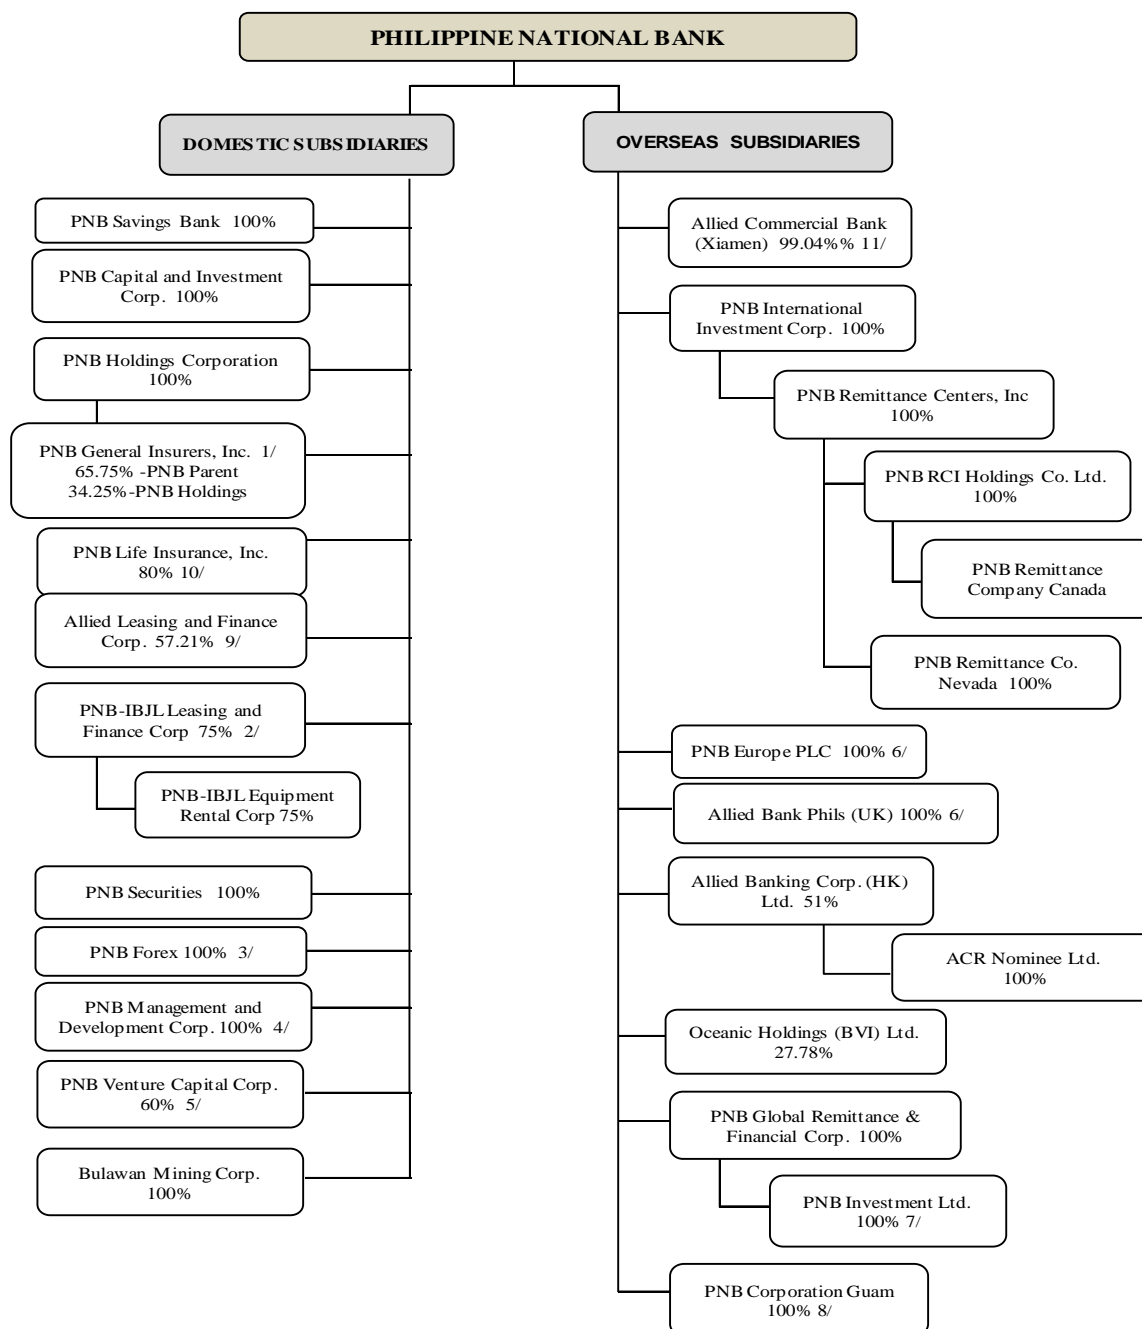 PHILIPPINE NATIONAL BANK
DOMESTIC SUBSIDIARIES
PNB Savings Bank 100%
PNB Capital and Investment
Corp. 100%
PNB Holdings Corporation
100%
PNB General Insurers, Inc. 1/
65.75% -PNB Parent
34.25%-PNB Holdings
PNB Life Insurance, Inc.
80% 10/
Allied Leasing and Finance
Corp. 57.21% 9/
PNB-IBJL Leasing and
Finance Corp 75% 2/
PNB-IBJL Equipment
Rental Corp 75%
PNB Securities 100%
PNB Forex 100% 3/
PNB Management and
Development Corp. 100% 4/
PNB Venture Capital Corp.
60% 5/
Bulawan Mining Corp.
100%
OVERSEAS SUBSIDIARIES
Allied Commercial Bank
(Xiamen) 99.04%% 11/
PNB International
Investment Corp. 100%
PNB Remittance Centers, Inc
100%
PNB RCI Holdings Co. Ltd.
100%
PNB Remittance
Company Canada
PNB Remittance Co.
Nevada 100%
PNB Europe PLC 100% 6/
Allied Bank Phils (UK) 100% 6/
Allied Banking Corp. (HK)
Ltd. 51%
ACR Nominee Ltd.
100%
Oceanic Holdings (BVI) Ltd.
27.78%
PNB Global Remittance &
Financial Corp. 100%
PNB Investment Ltd.
100% 7/
PNB Corporation Guam
100% 8/